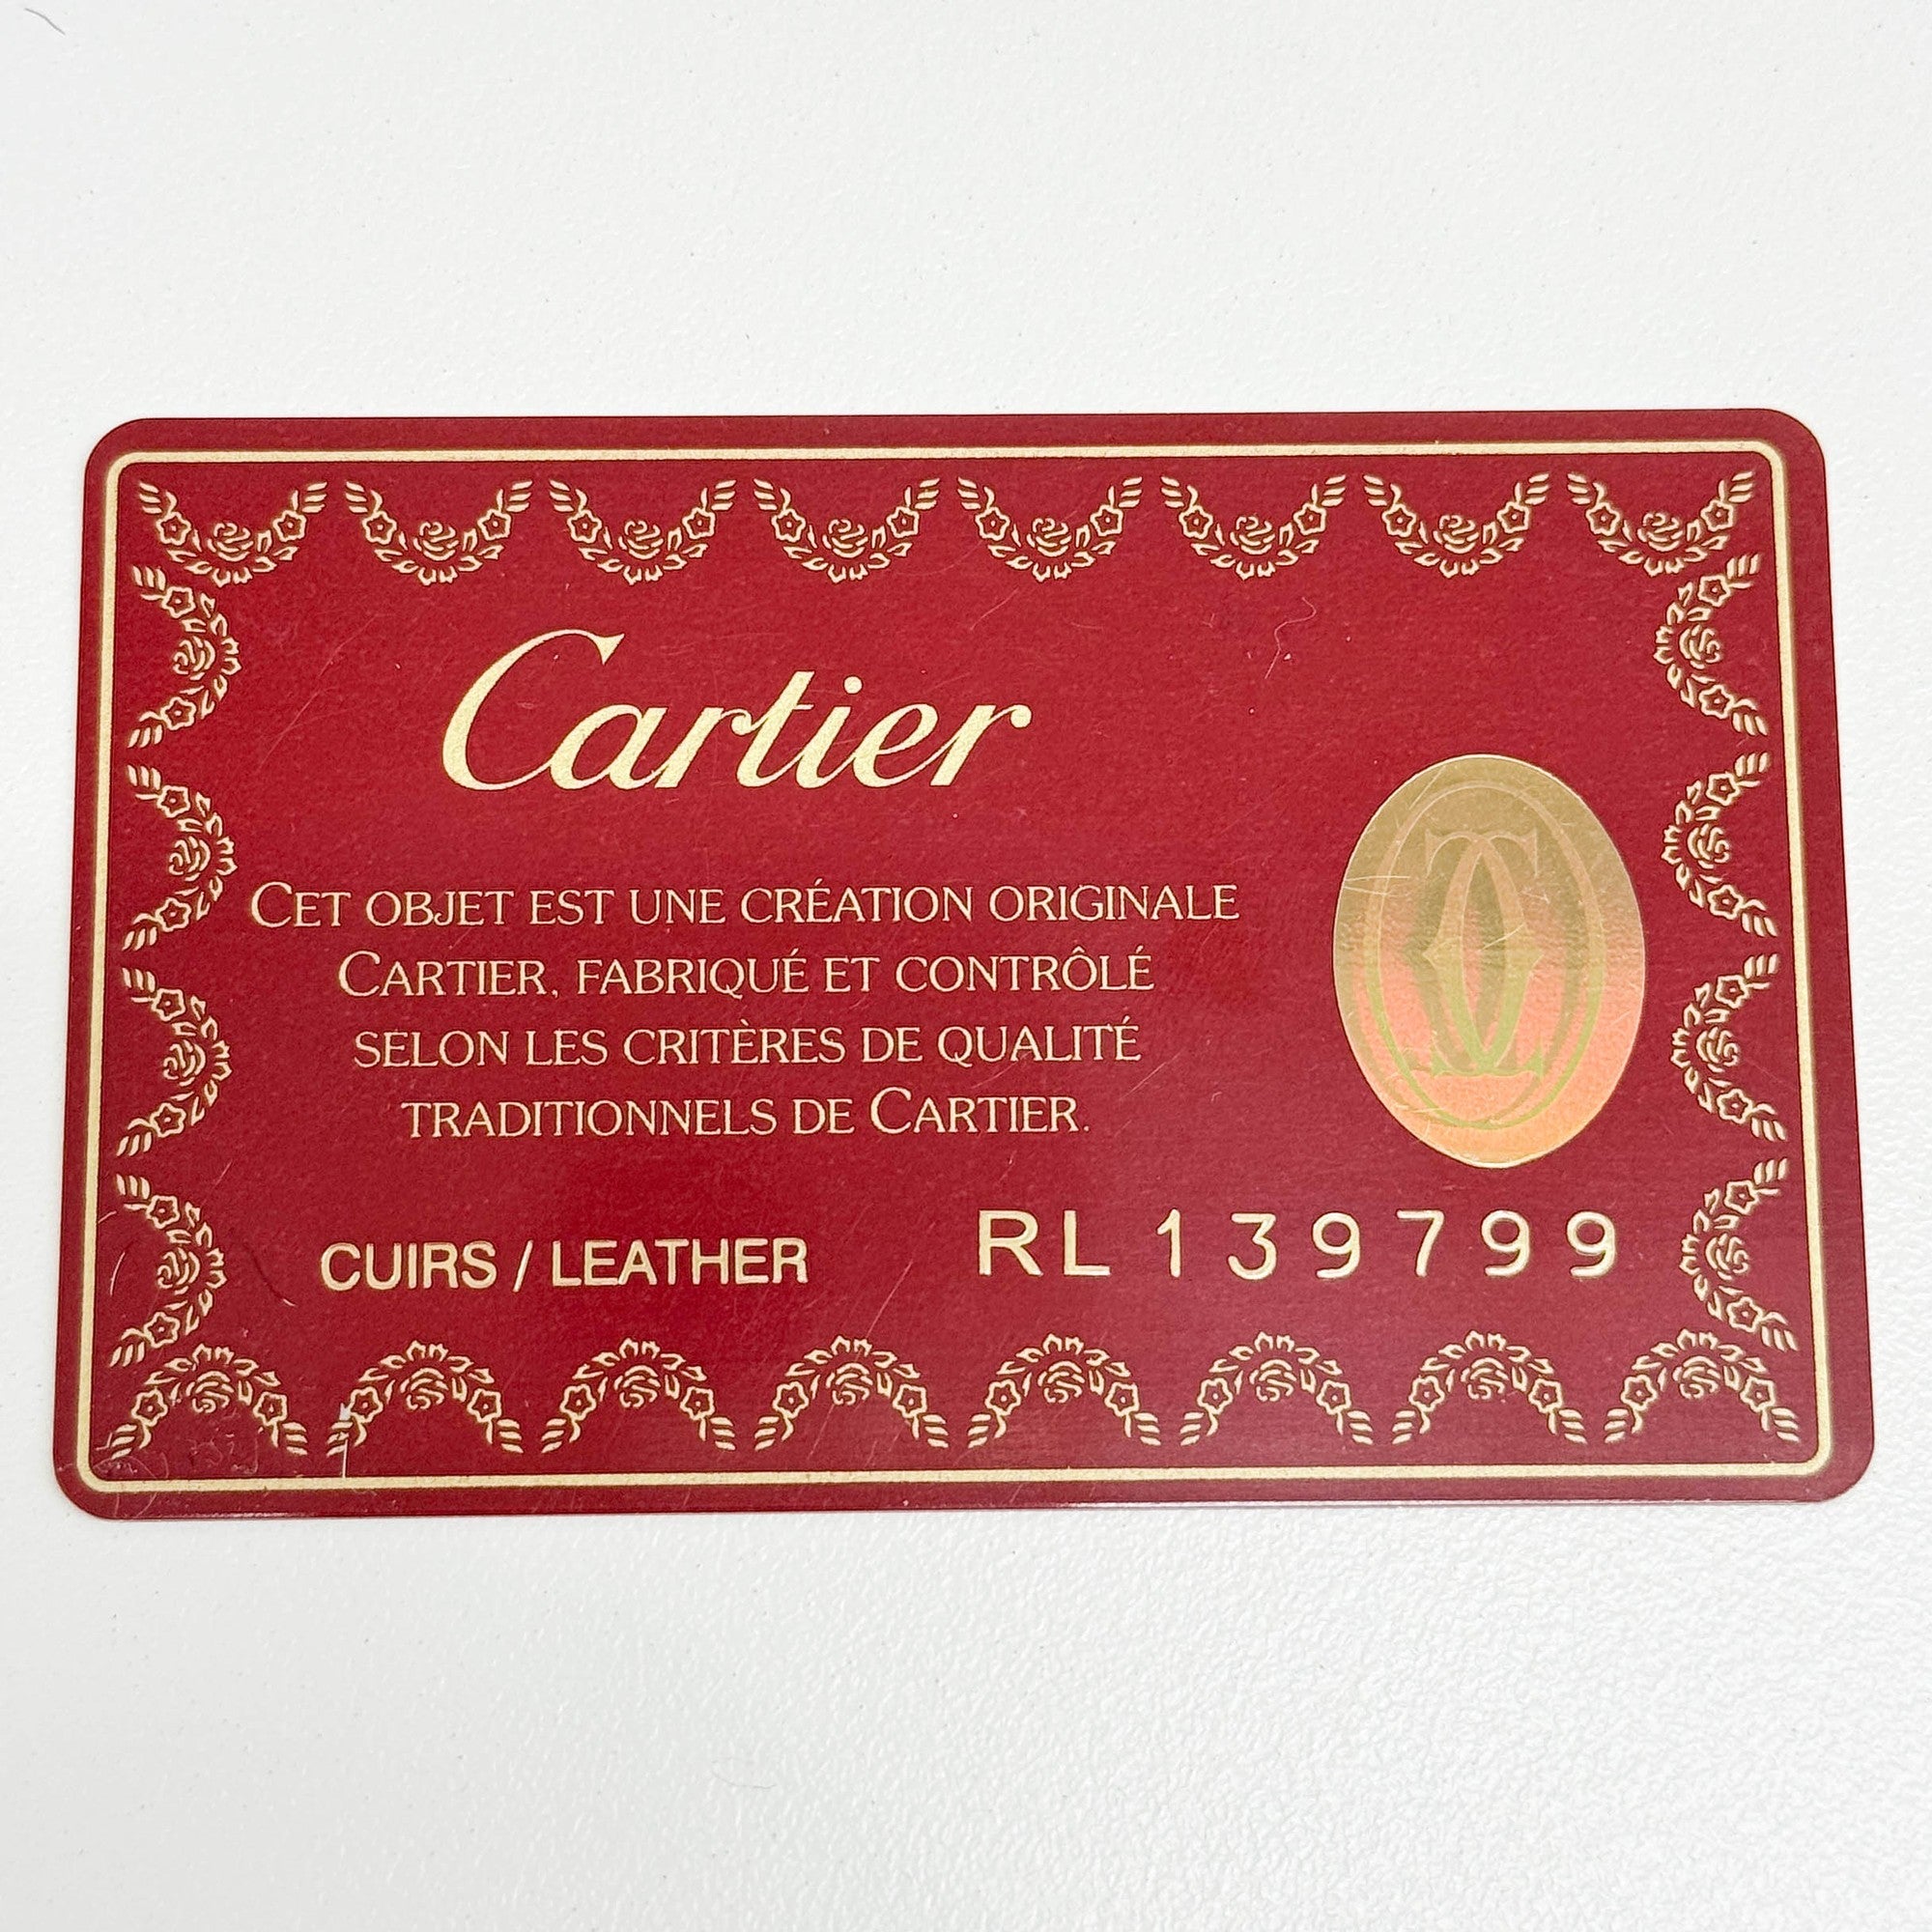 Cartier
CET OBJET EST UNE CRÉATION ORIGINALE
CARTIER, FABRIQUÉ ET CONTRÔLÉ
SELON LES CRITÈRES DE QUALITÉ
TRADITIONNELS DE CARTIER.
CUIRS / LEATHER
RL 139799